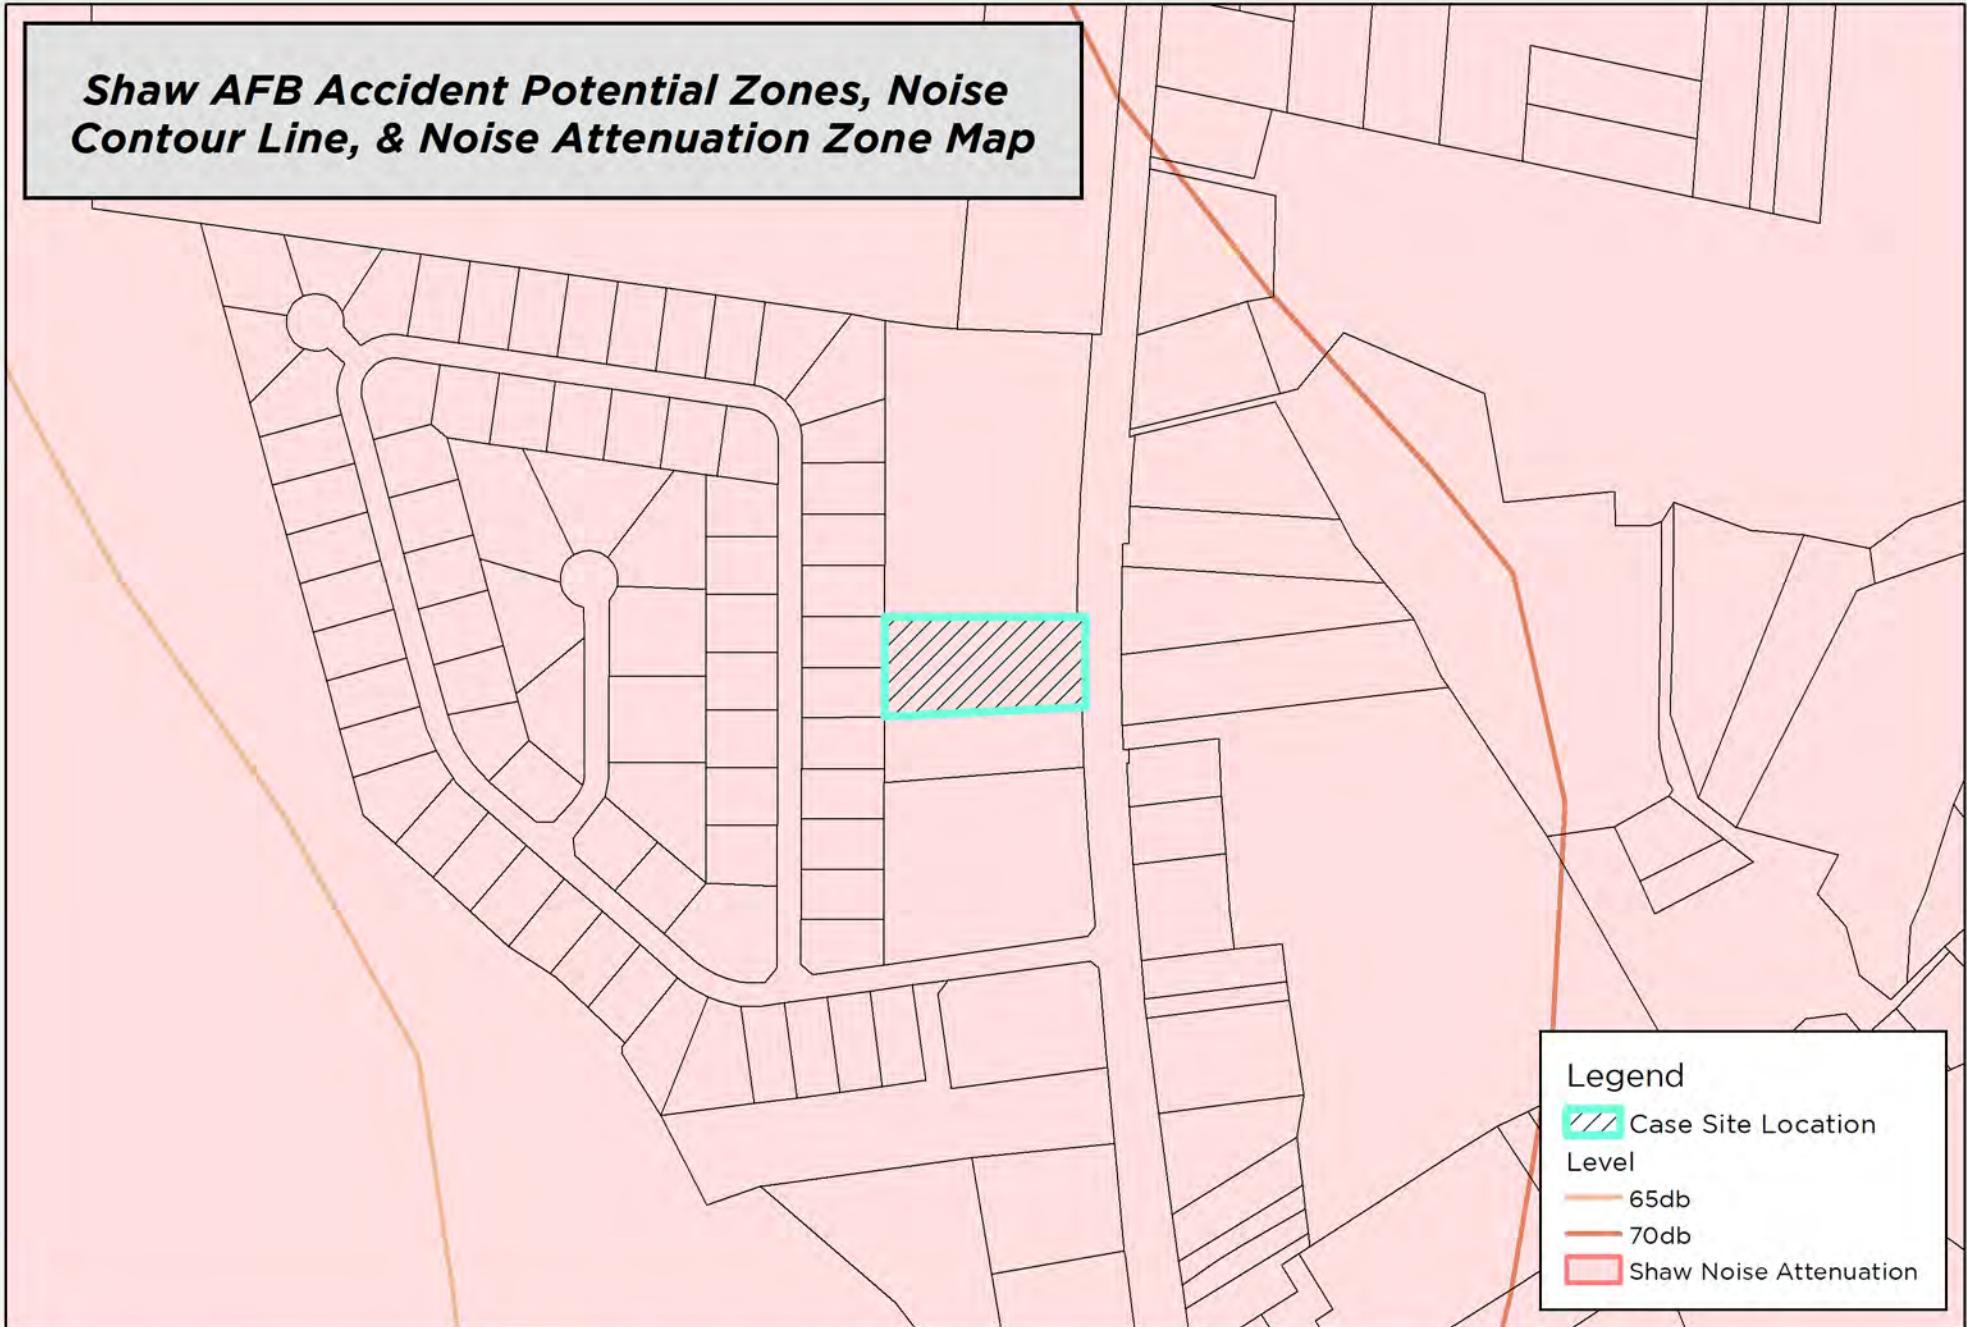 Shaw AFB Accident Potential Zones, Noise
Contour Line, & Noise Attenuation Zone Map
Legend
Case Site Location
Level
65db
70db
Shaw Noise Attenuation